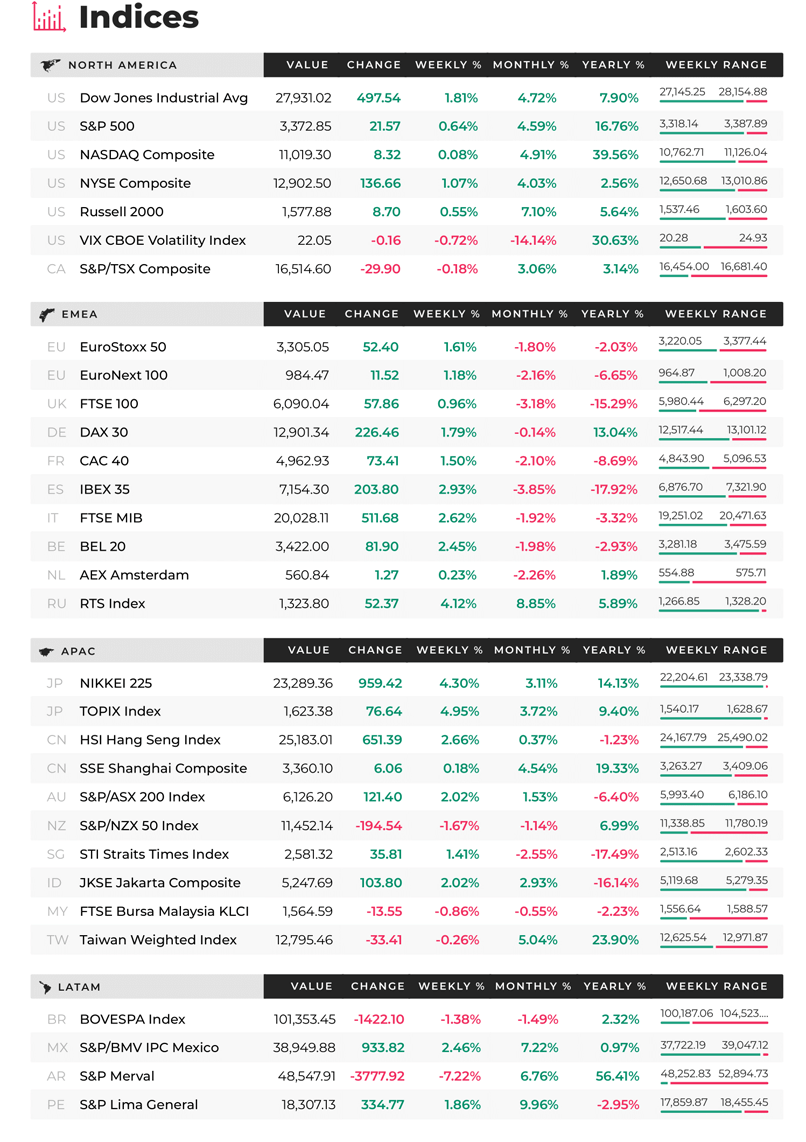 Indices
NORTH AMERICA VALUE CHANGE WEEKLY % MONTHLY % YEARLY % WEEKLY RANGE
US Dow Jones Industrial Avg 27,931.02 497.54 1.81% 4.72% 7.90% 27,145.25 28,154.88
US S&P 500 3,372.85 21.57 0.64% 4.59% 16.76% 3,318.14 3,387.89
US NASDAQ Composite 11,019.30 8.32 0.08% 4.91% 39.56% 10,762.71 11,126.04
US NYSE Composite 12,902.50 136.66 1.07% 4.03% 2.56% 12,650.68 13,010.86
US Russell 2000 1,577.88 8.70 0.55% 7.10% 5.64% 1,537.46 1,603.60
US VIX CBOE Volatility Index 22.05 -0.16 -0.72% -14.14% 30.63% 20.28 24.93
CA S&P/TSX Composite 16,514.60 -29.90 -0.18% 3.06% 3.14% 16,454.00 16,681.40
EMEA VALUE CHANGE WEEKLY % MONTHLY % YEARLY % WEEKLY RANGE
EU EuroStoxx 50 3,305.05 52.40 1.61% -1.80% -2.03% 3,220.05 3,377.44
EU EuroNext 100 984.47 11.52 1.18% -2.16% -6.65% 964.87 1,008.20
UK FTSE 100 6,090.04 57.86 0.96% -3.18% -15.29% 5,980.44 6,297.20
DE DAX 30 12,901.34 226.46 1.79% -0.14% 13.04% 12,517.44 13,101.12
FR CAC 40 4,962.93 73.41 1.50% -2.10% -8.69% 4,843.90 5,096.53
ES IBEX 35 7,154.30 203.80 2.93% -3.85% -17.92% 6,876.70 7,321.90
IT FTSE MIB 20,028.11 511.68 2.62% -1.92% -3.32% 19,251.02 20,471.63
BE BEL 20 3,422.00 81.90 2.45% -1.98% -2.93% 3,281.18 3,475.59
NL AEX Amsterdam 560.84 1.27 0.23% -2.26% 1.89% 554.88 575.71
RU RTS Index 1,323.80 52.37 4.12% 8.85% 5.89% 1,266.85 1,328.20
APAC VALUE CHANGE WEEKLY % MONTHLY % YEARLY % WEEKLY RANGE
JP NIKKEI 225 23,289.36 959.42 4.30% 3.11% 14.13% 22,204.61 23,338.79
JP TOPIX Index 1,623.38 76.64 4.95% 3.72% 9.40% 1,540.17 1,628.67
CN HSI Hang Seng Index 25,183.01 651.39 2.66% 0.37% -1.23% 24,167.79 25,490.02
CN SSE Shanghai Composite 3,360.10 6.06 0.18% 4.54% 19.33% 3,263.27 3,409.06
AU S&P/ASX 200 Index 6,126.20 121.40 2.02% 1.53% -6.40% 5,993.40 6,186.10
NZ S&P/NZX 50 Index 11,452.14 -194.54 -1.67% -1.14% 6.99% 11,338.85 11,780.19
SG STI Straits Times Index 2,581.32 35.81 1.41% -2.55% -17.49% 2,513.16 2,602.33
ID JKSE Jakarta Composite 5,247.69 103.80 2.02% 2.93% -16.14% 5,119.68 5,279.35
MY FTSE Bursa Malaysia KLCI 1,564.59 -13.55 -0.86% -0.55% -2.23% 1,556.64 1,588.57
TW Taiwan Weighted Index 12,795.46 -33.41 -0.26% 5.04% 23.90% 12,625.54 12,971.87
LATAM VALUE CHANGE WEEKLY % MONTHLY % YEARLY % WEEKLY RANGE
BR BOVESPA Index 101,353.45 -1422.10 -1.38% -1.49% 2.32% 100,187.06 104,523....
MX S&P/BMV IPC Mexico 38,949.88 933.82 2.46% 7.22% 0.97% 37,722.19 39,047.12
AR S&P Merval 48,547.91 -3777.92 -7.22% 6.76% 56.41% 48,252.83 52,894.73
PE S&P Lima General 18,307.13 334.77 1.86% 9.96% -2.95% 17,859.87 18,455.45